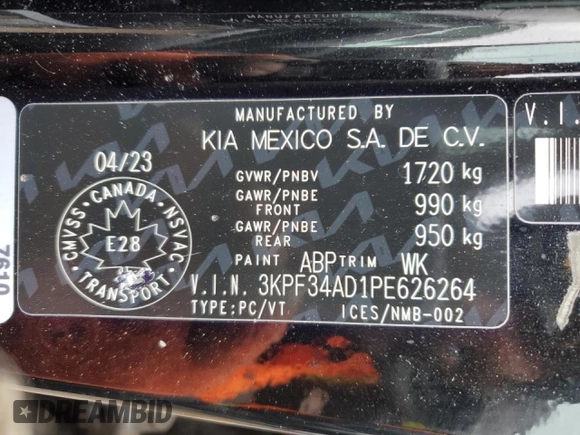 MANUFACTURED BY
KIA MEXICO S.A. DE C.V.
04/23
GVWR/PNBV 1720 kg
GAWR/PNBE FRONT 990 kg
GAWR/PNBE REAR 950 kg
PAINT ABP TRIM WK
V.I.N. 3KPF34AD1PE626264
TYPE:PC/VT ICES/NMB-002
CMVSS • CANADA • NSVAC
E28
TRANSPORT
V.I.
DREAMBID